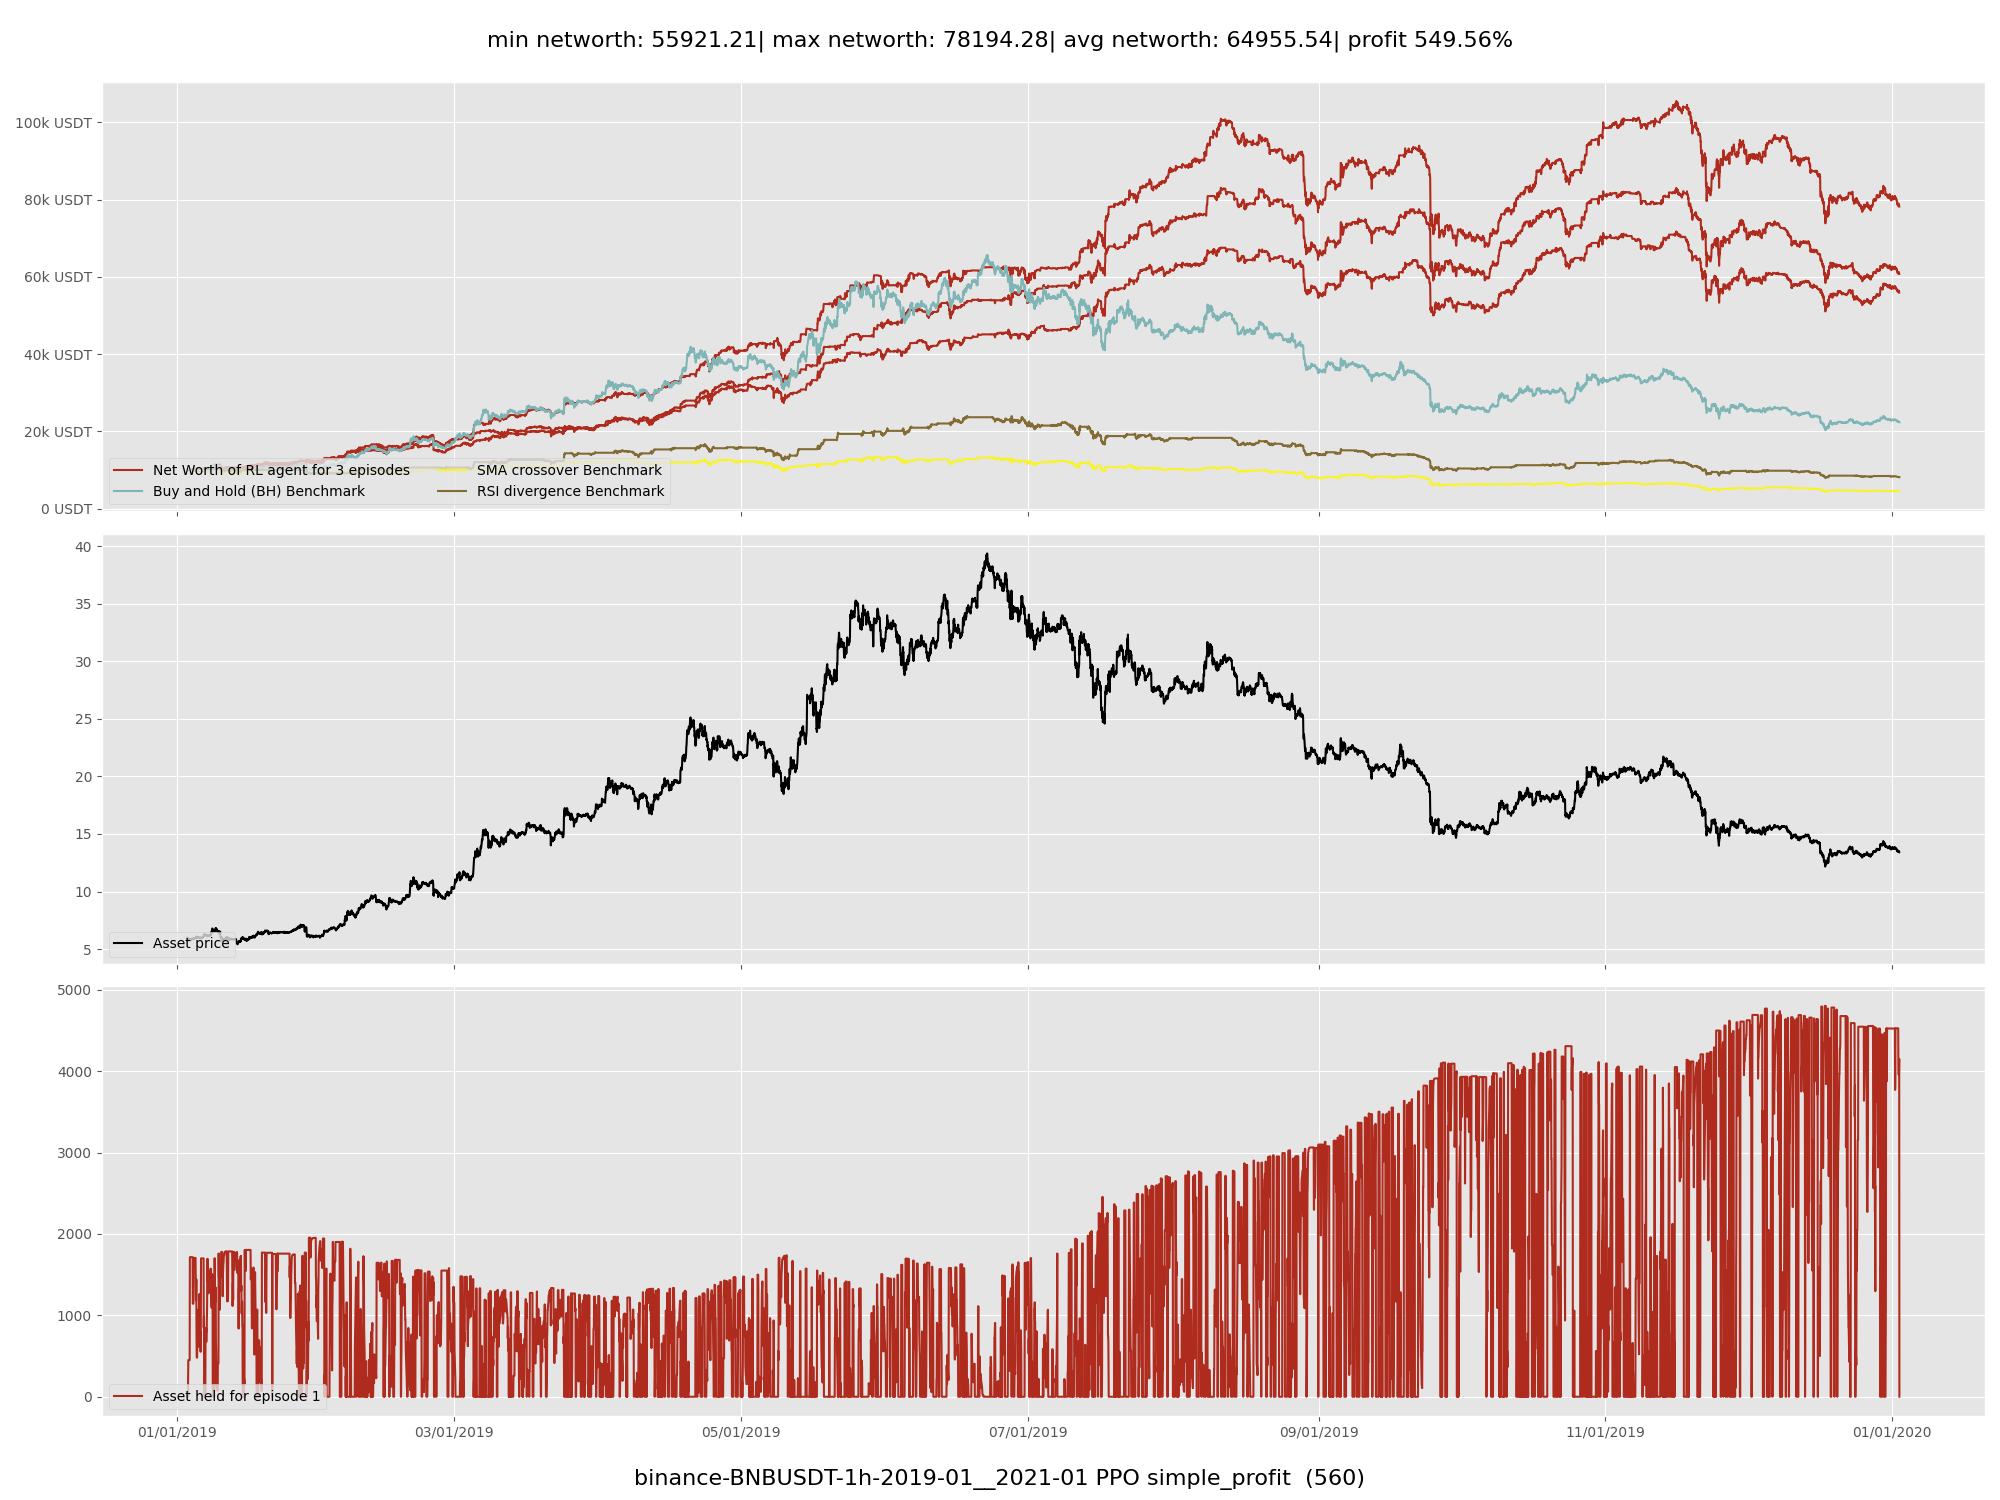 min networth: 55921.21| max networth: 78194.28| avg networth: 64955.54| profit 549.56%
100k USDT
80k USDT
60k USDT
40k USDT
20k USDT
0 USDT
Net Worth of RL agent for 3 episodes
Buy and Hold (BH) Benchmark
SMA crossover Benchmark
RSI divergence Benchmark
40
35
30
25
20
15
10
5
Asset price
5000
4000
3000
2000
1000
0
Asset held for episode 1
01/01/2019 03/01/2019 05/01/2019 07/01/2019 09/01/2019 11/01/2019 01/01/2020
binance-BNBUSDT-1h-2019-01__2021-01 PPO simple_profit (560)